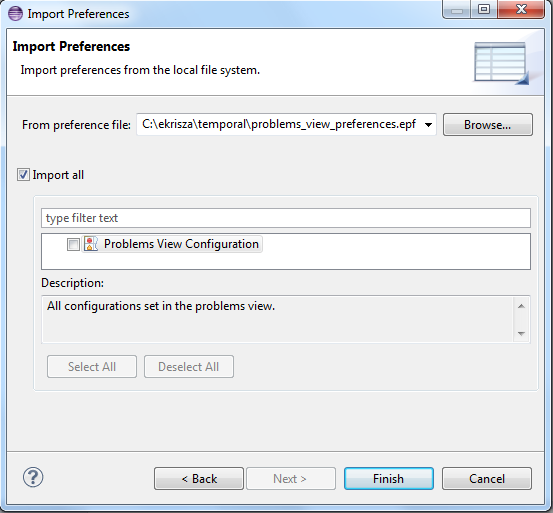 Import Preferences
Import Preferences
Import preferences from the local file system.
From preference file: C:\ekrisza\temporal\problems_view_preferences.epf Browse...
Import all
type filter text
Problems View Configuration
Description:
All configurations set in the problems view.
Select All Deselect All
? < Back Next > Finish Cancel